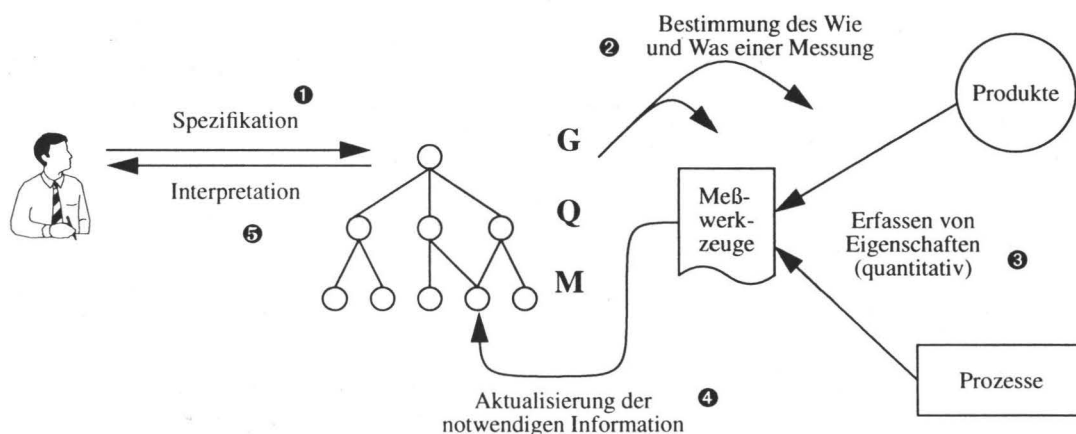 ❷
Bestimmung des Wie
und Was einer Messung
Produkte
❶
Spezifikation
G
Interpretation
❺
Q
Meß-
werk-
zeuge
Erfassen von
Eigenschaften
(quantitativ)
❸
M
Prozesse
Aktualisierung der
notwendigen Information
❹